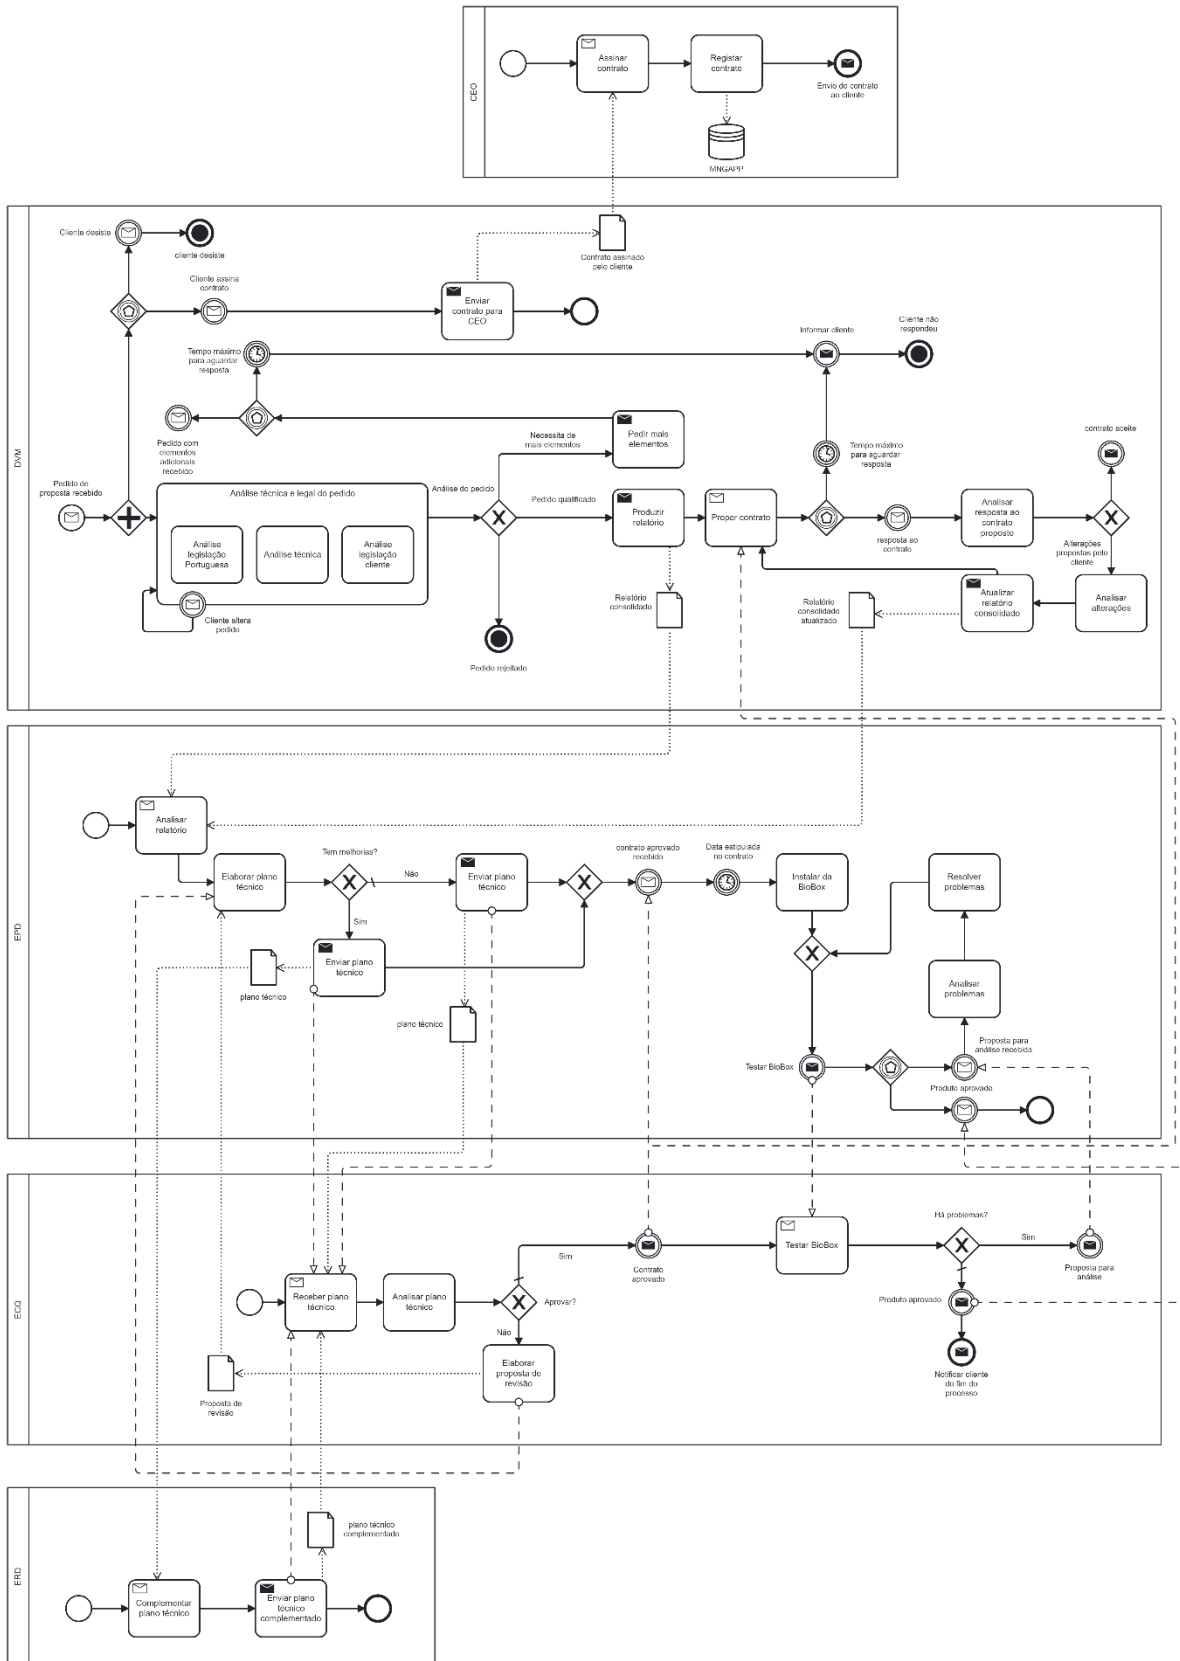 CEO
Assinar
contrato
Registar
contrato
Envio do contrato
ao cliente
MNGAPP
DVM
Cliente desiste
cliente desiste
Cliente assina
contrato
Enviar
contrato para
CEO
Contrato assinado
pelo cliente
Tempo máximo
para aguardar
resposta
Informar cliente
Cliente não
respondeu
Pedido com
elementos
adicionais
recebido
Necessita de
mais elementos
Pedir mais
elementos
Tempo máximo
para aguardar
resposta
contrato aceite
Pedido de
proposta recebido
Análise técnica e legal do pedido
Análise
legislação
Portuguesa
Análise técnica
Análise
legislação
cliente
Cliente altera
pedido
Análise do pedido
Pedido qualificado
Produzir
relatório
Propor contrato
resposta ao
contrato
Analisar
resposta ao
contrato
proposto
Alterações
propostas pelo
cliente
Relatório
consolidado
Relatório
consolidado
atualizado
Atualizar
relatório
consolidado
Analisar
alterações
Pedido rejeitado
EPD
Analisar
relatório
Elaborar plano
técnico
Tem melhorias?
Não
Sim
Enviar plano
técnico
Enviar plano
técnico
plano técnico
plano técnico
contrato aprovado
recebido
Data estipulada
no contrato
Instalar da
BioBox
Resolver
problemas
Analisar
problemas
Testar BioBox
Proposta para
análise recebida
Produto aprovado
ECQ
Receber plano
técnico
Analisar plano
técnico
Aprovar?
Sim
Não
Contrato
aprovado
Testar BioBox
Há problemas?
Sim
Proposta para
análise
Produto aprovado
Notificar cliente
do fim do
processo
Elaborar
proposta de
revisão
Proposta de
revisão
ERD
plano técnico
complementado
Complementar
plano técnico
Enviar plano
técnico
complementado